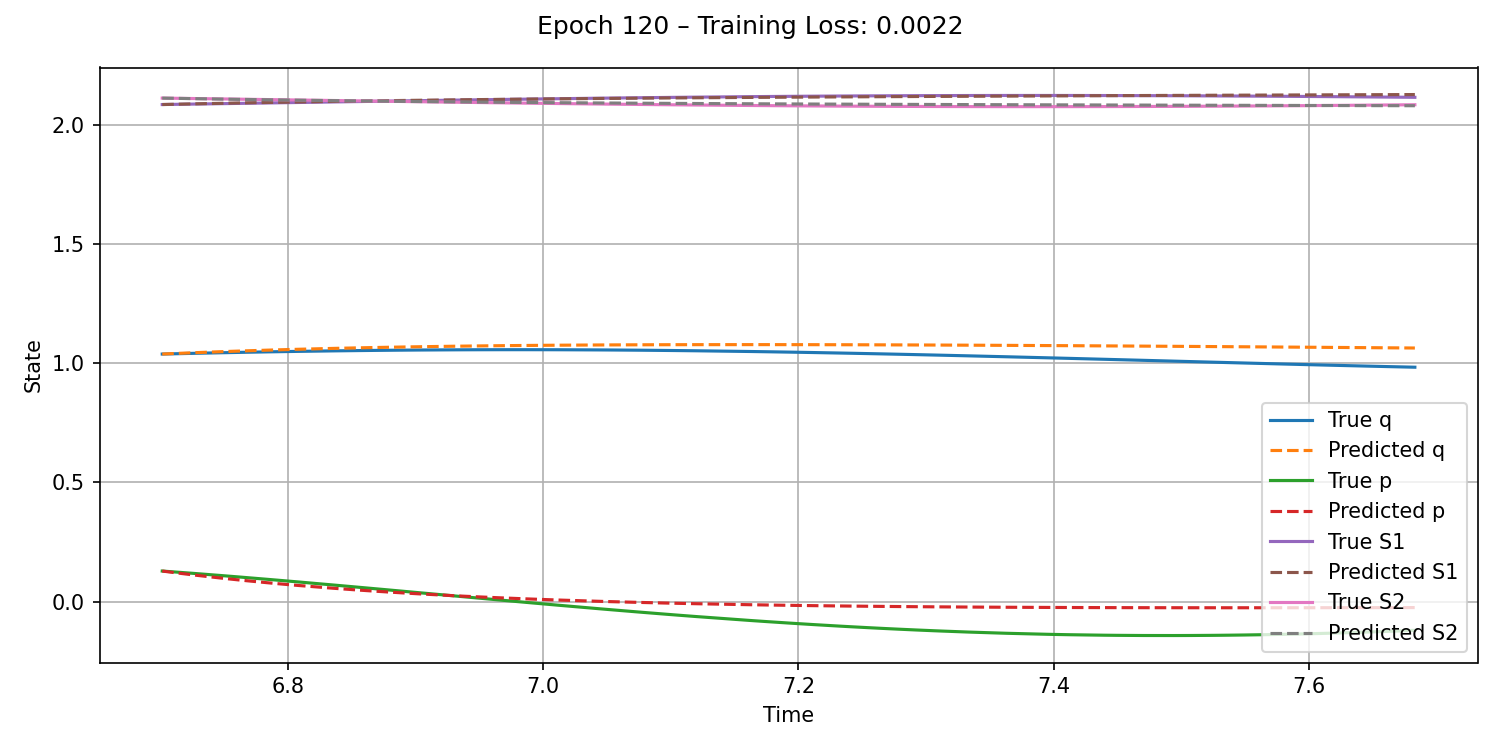 Epoch 120 – Training Loss: 0.0022
2.0
1.5
1.0
0.5
0.0
State
6.8 7.0 7.2 7.4 7.6
Time
True q
Predicted q
True p
Predicted p
True S1
Predicted S1
True S2
Predicted S2